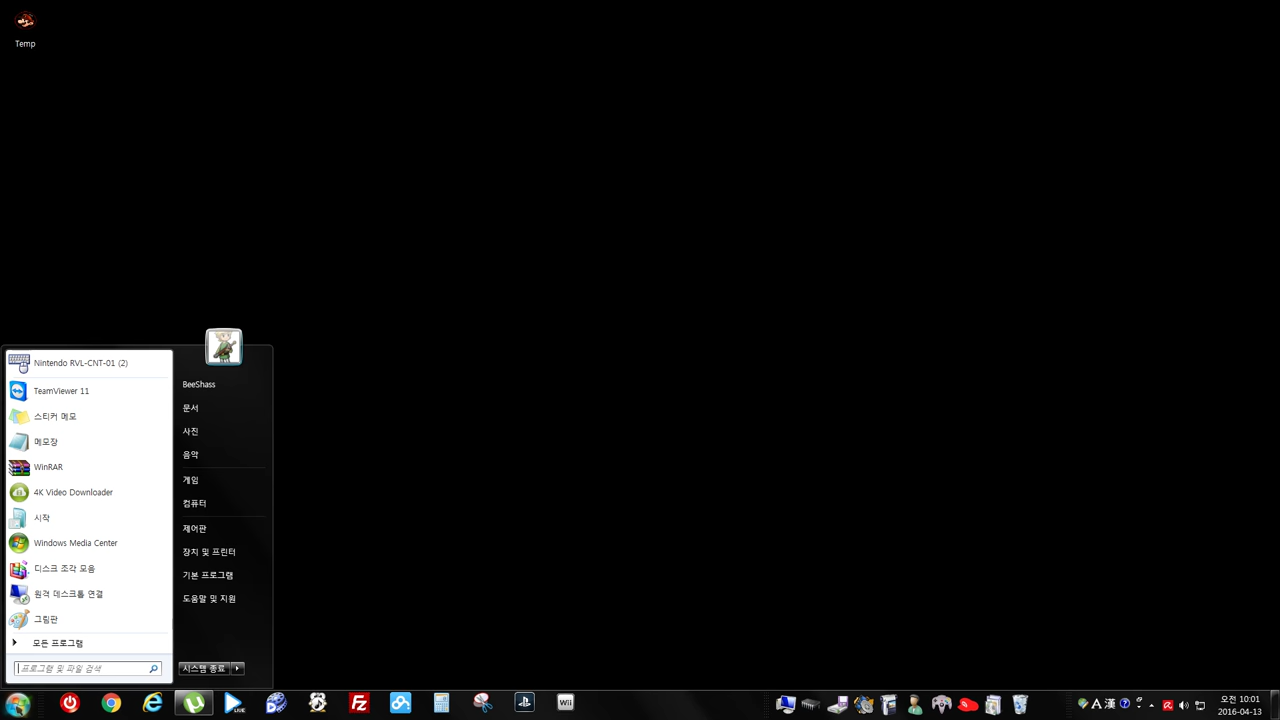 Temp
Nintendo RVL-CNT-01 (2)
TeamViewer 11
스티커 메모
메모장
WinRAR
4K Video Downloader
시작
Windows Media Center
디스크 조각 모음
원격 데스크톱 연결
그림판
모든 프로그램
프로그램 및 파일 검색
BeeShass
문서
사진
음악
게임
컴퓨터
제어판
장치 및 프린터
기본 프로그램
도움말 및 지원
시스템 종료
LIVE
Fz
Wii
A 漢
오전 10:01
2016-04-13